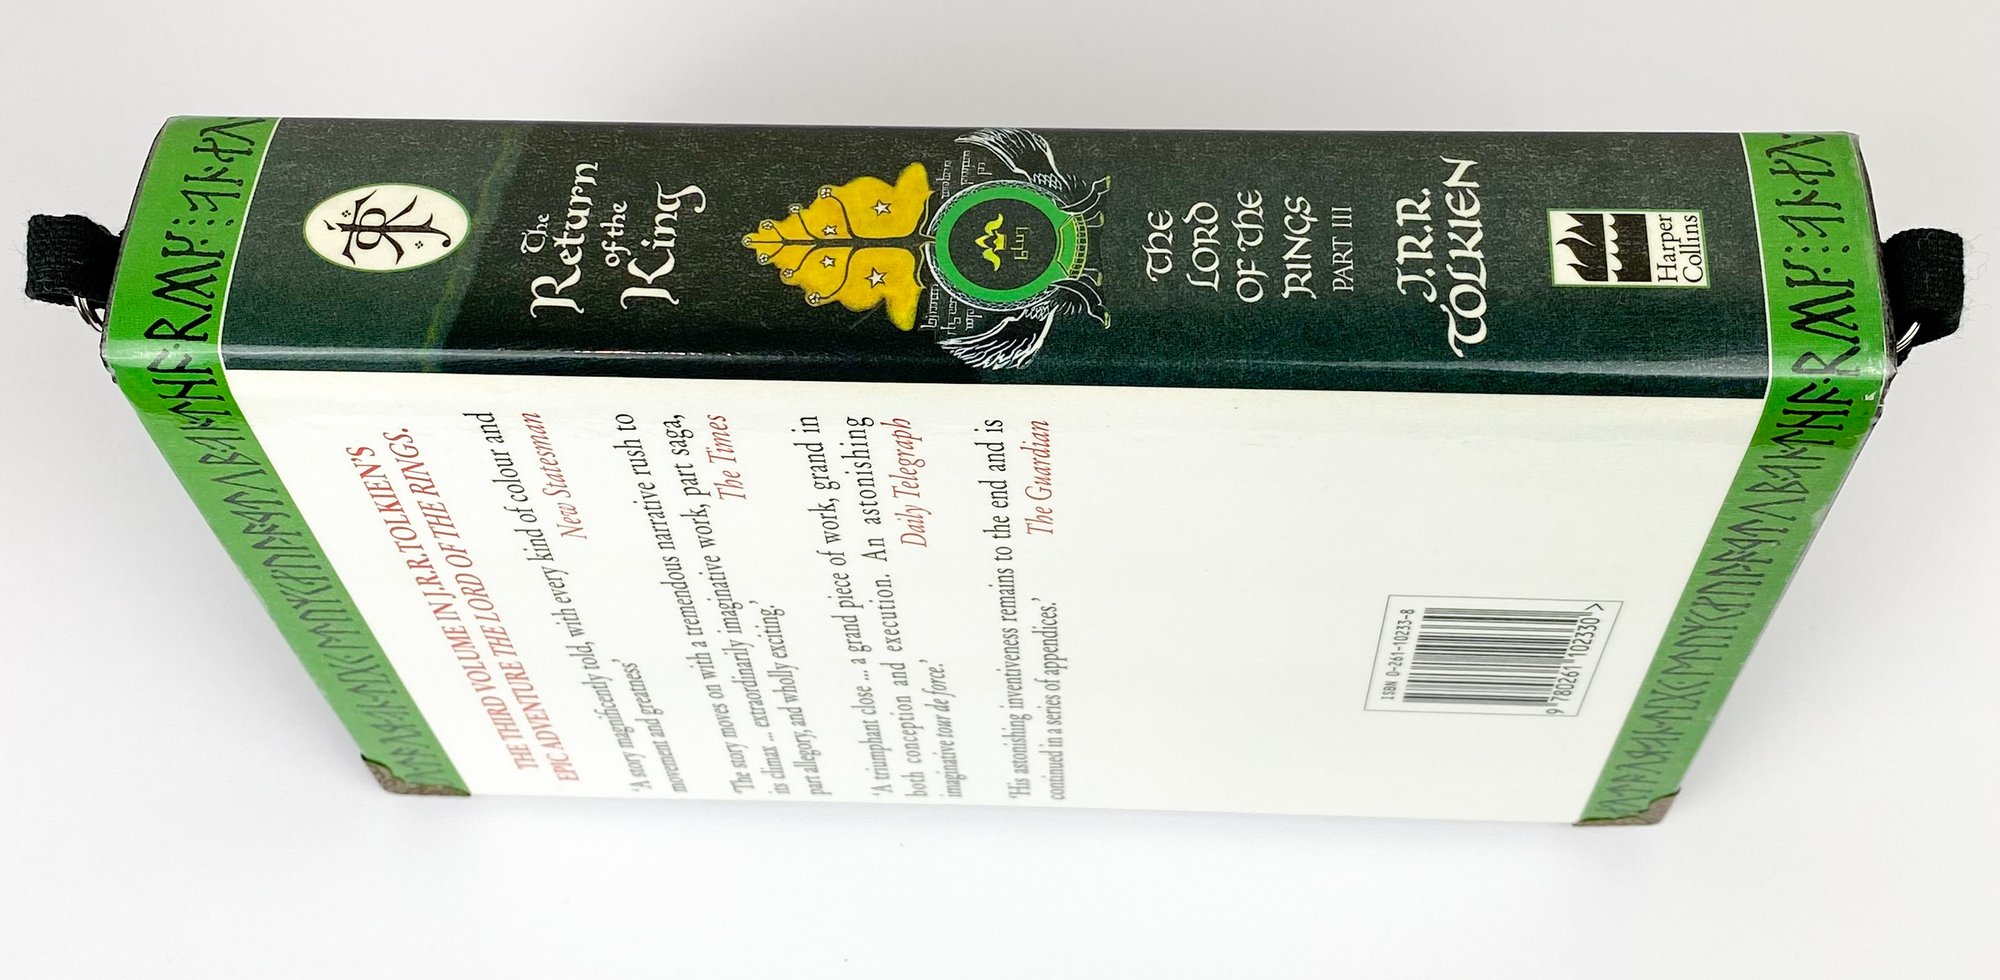 The
Return
of the
King
THE
LORD
OF THE
RINGS
PART III
J.R.R.
TOLKIEN
Harper
Collins
THE THIRD VOLUME IN J.R.R. TOLKIEN'S
EPIC ADVENTURE THE LORD OF THE RINGS.
'A story magnificently told, with every kind of colour and
movement and greatness'
New Statesman
'The story moves on with a tremendous narrative rush to
its climax ... extraordinarily imaginative work, part saga,
part allegory, and wholly exciting.'
The Times
'A triumphant close ... a grand piece of work, grand in
both conception and execution. An astonishing
imaginative tour de force.'
Daily Telegraph
'His astonishing inventiveness remains to the end and is
continued in a series of appendices.'
The Guardian
ISBN 0-261-10233-8
9 780261 102330 >